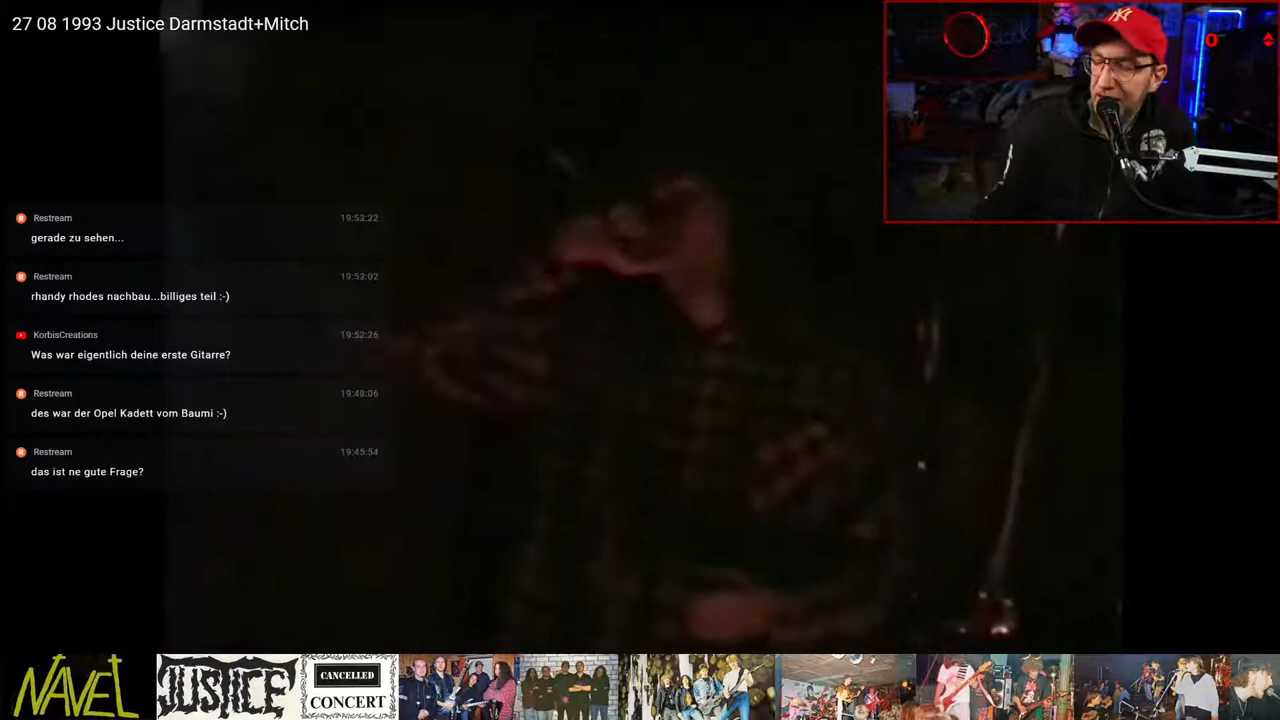 27 08 1993 Justice Darmstadt+Mitch
0
Restream 19:53:22
gerade zu sehen...
Restream 19:53:02
rhandy rhodes nachbau...billiges teil :-)
KorbisCreations 19:52:26
Was war eigentlich deine erste Gitarre?
Restream 19:48:06
des war der Opel Kadett vom Baumi :-)
Restream 19:45:54
das ist ne gute Frage?
NAVEL
JUSTICE
CANCELLED
CONCERT